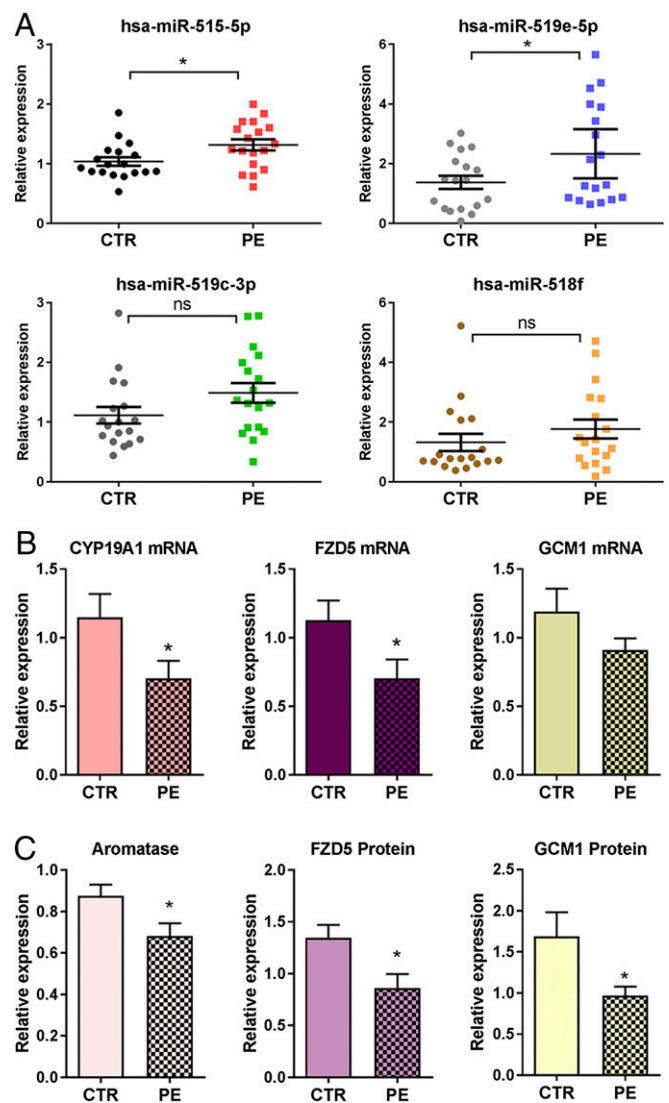 A
hsa-miR-515-5p
hsa-miR-519e-5p
Relative expression
3
2
1
0
*
CTR
PE
Relative expression
6
4
2
0
*
CTR
PE
hsa-miR-519c-3p
hsa-miR-518f
Relative expression
3
2
1
0
ns
CTR
PE
Relative expression
6
4
2
0
ns
CTR
PE
B
CYP19A1 mRNA
FZD5 mRNA
GCM1 mRNA
Relative expression
1.5
1.0
0.5
0.0
*
CTR
PE
Relative expression
1.5
1.0
0.5
0.0
*
CTR
PE
Relative expression
1.5
1.0
0.5
0.0
CTR
PE
C
Aromatase
FZD5 Protein
GCM1 Protein
Relative expression
1.0
0.8
0.6
0.4
0.2
0.0
*
CTR
PE
Relative expression
2.0
1.5
1.0
0.5
0.0
*
CTR
PE
Relative expression
2.5
2.0
1.5
1.0
0.5
0.0
*
CTR
PE